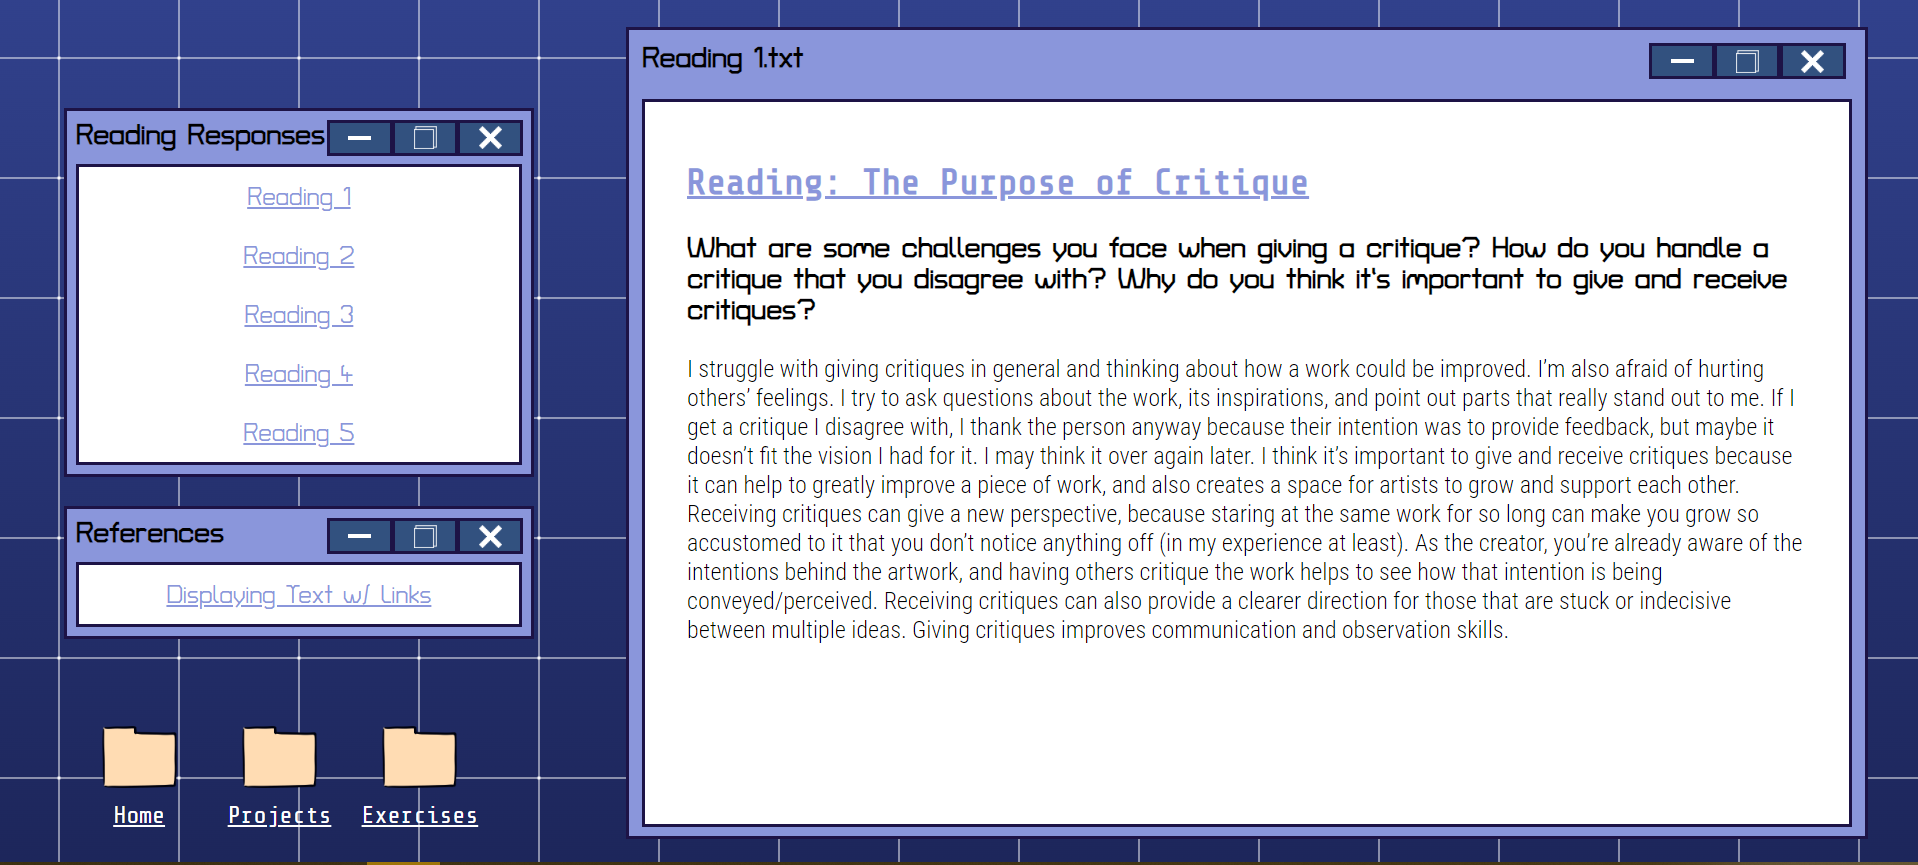 Reading Responses
Reading 1
Reading 2
Reading 3
Reading 4
Reading 5
References
Displaying Text w/ Links
Home
Projects
Exercises
Reading 1.txt
Reading: The Purpose of Critique
What are some challenges you face when giving a critique? How do you handle a
critique that you disagree with? Why do you think it's important to give and receive
critiques?
I struggle with giving critiques in general and thinking about how a work could be improved. I’m also afraid of hurting
others’ feelings. I try to ask questions about the work, its inspirations, and point out parts that really stand out to me. If I
get a critique I disagree with, I thank the person anyway because their intention was to provide feedback, but maybe it
doesn’t fit the vision I had for it. I may think it over again later. I think it’s important to give and receive critiques because
it can help to greatly improve a piece of work, and also creates a space for artists to grow and support each other.
Receiving critiques can give a new perspective, because staring at the same work for so long can make you grow so
accustomed to it that you don’t notice anything off (in my experience at least). As the creator, you’re already aware of the
intentions behind the artwork, and having others critique the work helps to see how that intention is being
conveyed/perceived. Receiving critiques can also provide a clearer direction for those that are stuck or indecisive
between multiple ideas. Giving critiques improves communication and observation skills.